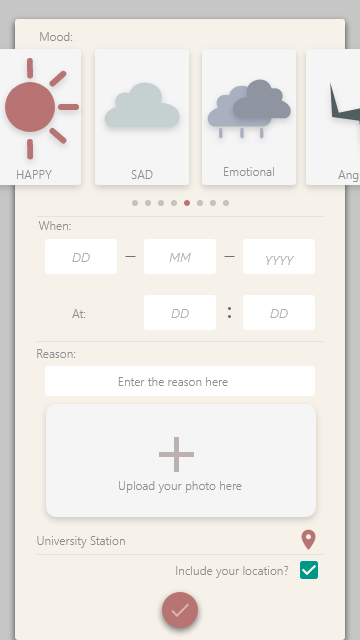 Mood:
HAPPY SAD Emotional
When:
DD – MM – YYYY
At: DD : DD
Reason:
Enter the reason here
Upload your photo here
University Station
Include your location?